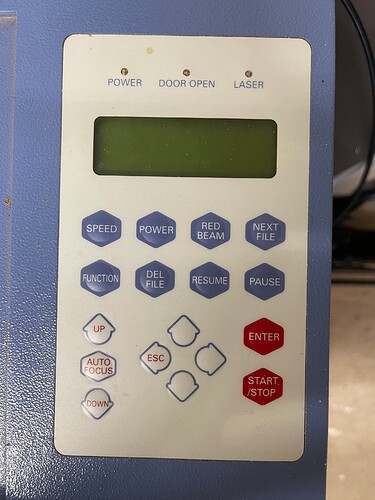 POWER DOOR OPEN LASER
SPEED POWER RED BEAM NEXT FILE
FUNCTION DEL FILE RESUME PAUSE
UP
ENTER
ESC
AUTO FOCUS
START /STOP
DOWN